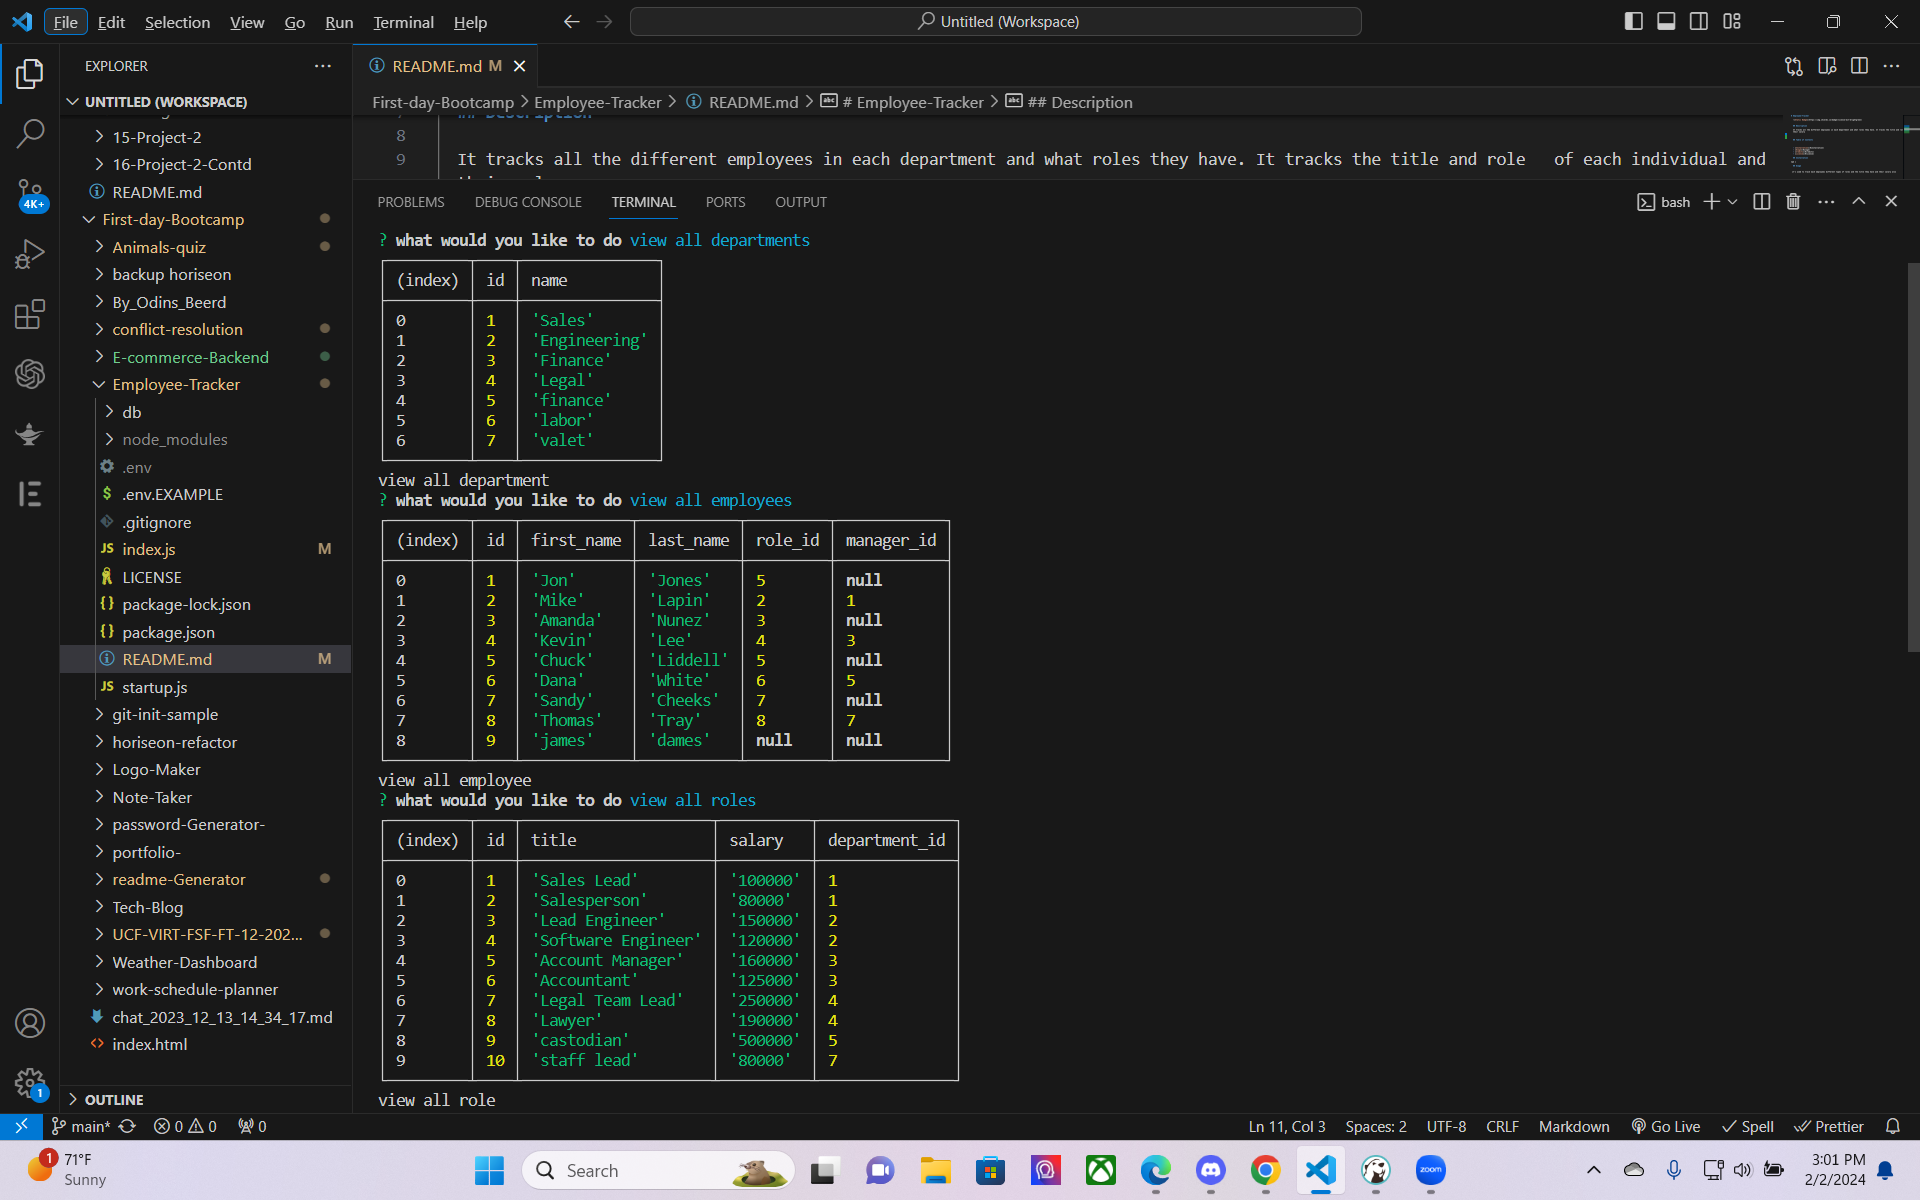 File Edit Selection View Go Run Terminal Help Untitled (Workspace)
EXPLORER
UNTITLED (WORKSPACE)
15-Project-2
16-Project-2-Contd
README.md
4K+
First-day-Bootcamp
Animals-quiz
backup horiseon
By_Odins_Beerd
conflict-resolution
E-commerce-Backend
Employee-Tracker
db
node_modules
.env
$ .env.EXAMPLE
.gitignore
JS index.js M
LICENSE
{} package-lock.json
{} package.json
README.md M
JS startup.js
git-init-sample
horiseon-refactor
Logo-Maker
Note-Taker
password-Generator-
portfolio-
readme-Generator
Tech-Blog
UCF-VIRT-FSF-FT-12-202...
Weather-Dashboard
work-schedule-planner
chat_2023_12_13_14_34_17.md
<> index.html
1
OUTLINE
README.md M
First-day-Bootcamp > Employee-Tracker > README.md > # Employee-Tracker > ## Description
## Description
8
9 It tracks all the different employees in each department and what roles they have. It tracks the title and role of each individual and
PROBLEMS DEBUG CONSOLE TERMINAL PORTS OUTPUT bash
? what would you like to do view all departments
(index) id name
0 1 'Sales'
1 2 'Engineering'
2 3 'Finance'
3 4 'Legal'
4 5 'finance'
5 6 'labor'
6 7 'valet'
view all department
? what would you like to do view all employees
(index) id first_name last_name role_id manager_id
0 1 'Jon' 'Jones' 5 null
1 2 'Mike' 'Lapin' 2 1
2 3 'Amanda' 'Nunez' 3 null
3 4 'Kevin' 'Lee' 4 3
4 5 'Chuck' 'Liddell' 5 null
5 6 'Dana' 'White' 6 5
6 7 'Sandy' 'Cheeks' 7 null
7 8 'Thomas' 'Tray' 8 7
8 9 'james' 'dames' null null
view all employee
? what would you like to do view all roles
(index) id title salary department_id
0 1 'Sales Lead' '100000' 1
1 2 'Salesperson' '80000' 1
2 3 'Lead Engineer' '150000' 2
3 4 'Software Engineer' '120000' 2
4 5 'Account Manager' '160000' 3
5 6 'Accountant' '125000' 3
6 7 'Legal Team Lead' '250000' 4
7 8 'Lawyer' '190000' 4
8 9 'castodian' '500000' 5
9 10 'staff lead' '80000' 7
view all role
main* 0 0 0 Ln 11, Col 3 Spaces: 2 UTF-8 CRLF Markdown Go Live Spell Prettier
1 71°F
Sunny
Search
zoom
3:01 PM
2/2/2024